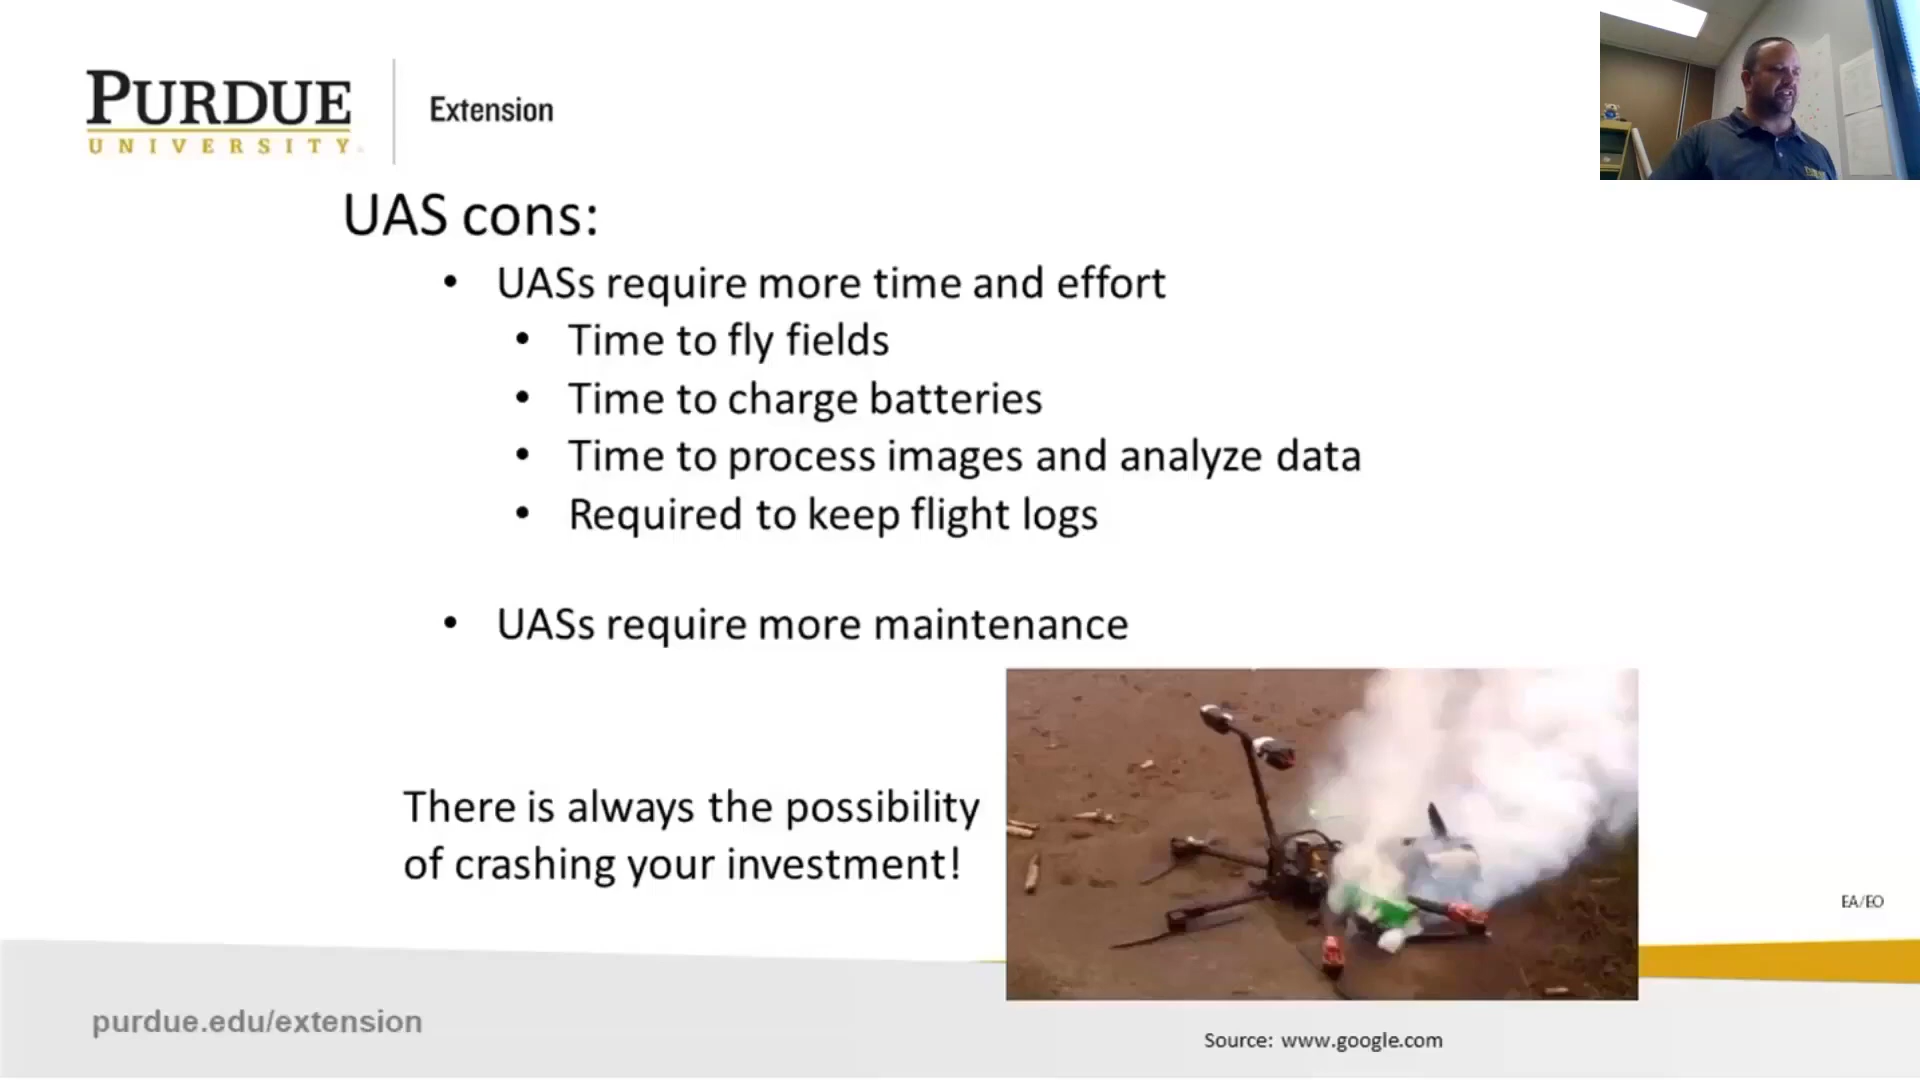 PURDUE
UNIVERSITY
Extension
UAS cons:
• UASs require more time and effort
• Time to fly fields
• Time to charge batteries
• Time to process images and analyze data
• Required to keep flight logs
• UASs require more maintenance
There is always the possibility
of crashing your investment!
EA/EO
purdue.edu/extension
Source: www.google.com